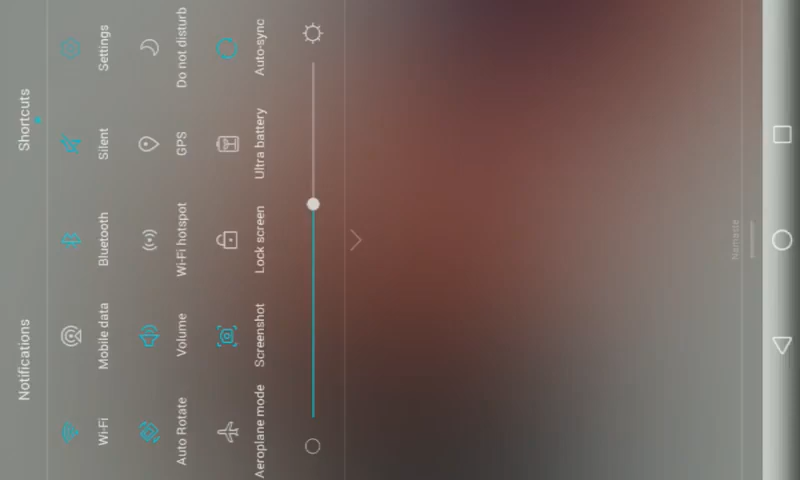 Notifications Shortcuts
Wi-Fi Mobile data Bluetooth Silent Settings
Auto Rotate Volume Wi-Fi hotspot GPS Do not disturb
Aeroplane mode Screenshot Lock screen Ultra battery Auto-sync
Namaste